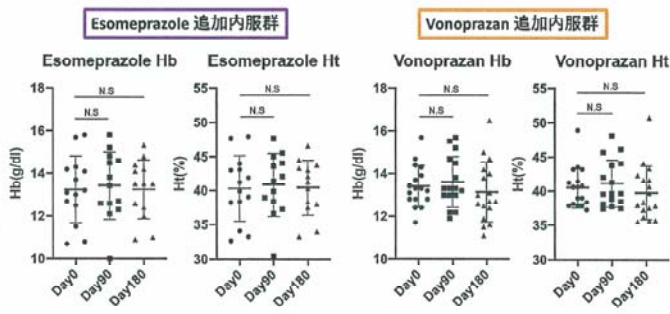 Esomeprazole 追加内服群
Vonoprazan 追加内服群
Esomeprazole Hb
Esomeprazole Ht
Vonoprazan Hb
Vonoprazan Ht
Hb(g/dl)
18
16
14
12
10
N.S
N.S
Day0
Day90
Day180
Ht(%)
55
50
45
40
35
30
N.S
N.S
Day0
Day90
Day180
Hb(g/dl)
18
16
14
12
10
N.S
N.S
Day0
Day90
Day180
Ht(%)
55
50
45
40
35
30
N.S
N.S
Day0
Day90
Day180